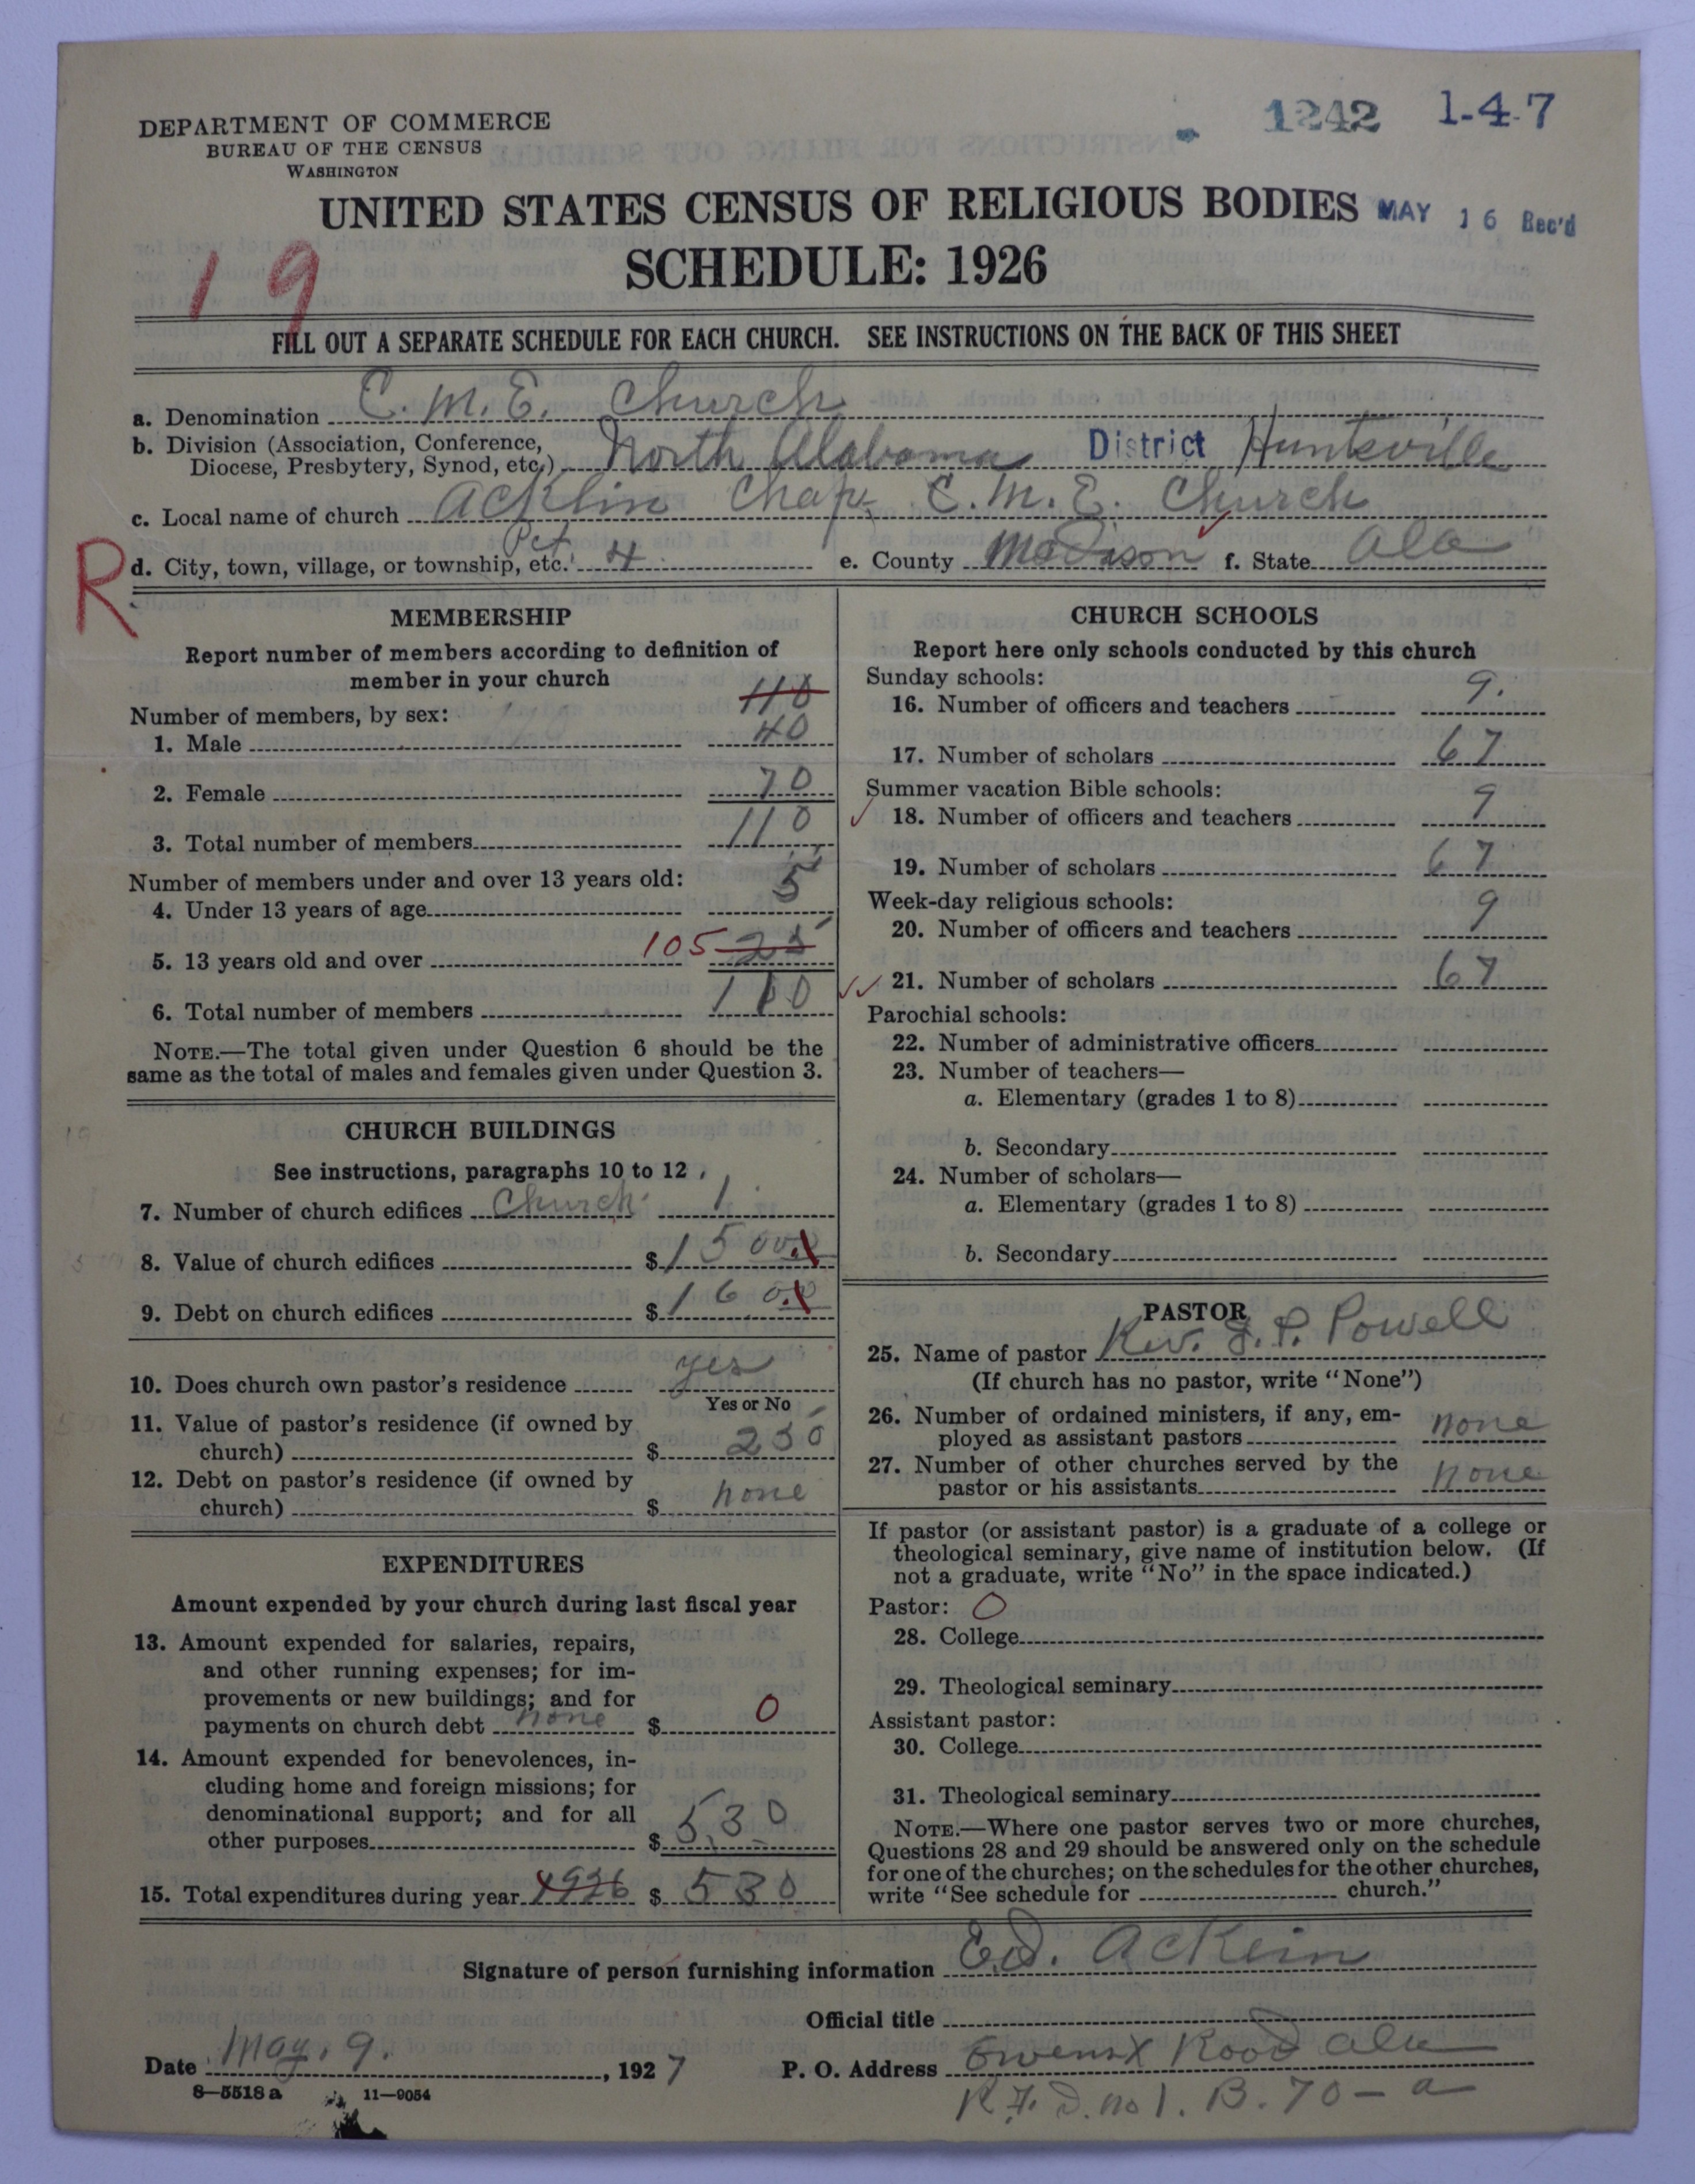 1242 1-4-7
DEPARTMENT OF COMMERCE
BUREAU OF THE CENSUS
WASHINGTON
UNITED STATES CENSUS OF RELIGIOUS BODIES MAY 16 Rec'd
SCHEDULE: 1926
19
FILL OUT A SEPARATE SCHEDULE FOR EACH CHURCH. SEE INSTRUCTIONS ON THE BACK OF THIS SHEET
a. Denomination C. M. E. Church
b. Division (Association, Conference,
Diocese, Presbytery, Synod, etc.) North Alabama District Huntsville
c. Local name of church Acklin Chap. C. M. E. Church
R
d. City, town, village, or township, etc. Pct. 4 e. County Madison f. State Ala
MEMBERSHIP
Report number of members according to definition of
member in your church
110
Number of members, by sex:
1. Male 40
2. Female 70
3. Total number of members 110
Number of members under and over 13 years old:
4. Under 13 years of age 5
5. 13 years old and over 105 25
6. Total number of members 110
NOTE.—The total given under Question 6 should be the
same as the total of males and females given under Question 3.
CHURCH BUILDINGS
See instructions, paragraphs 10 to 12
7. Number of church edifices Church 1
8. Value of church edifices $ 1500
9. Debt on church edifices $ 160
10. Does church own pastor's residence yes
Yes or No
11. Value of pastor's residence (if owned by
church) $ 250
12. Debt on pastor's residence (if owned by
church) $ none
EXPENDITURES
Amount expended by your church during last fiscal year
13. Amount expended for salaries, repairs,
and other running expenses; for im-
provements or new buildings; and for
payments on church debt none $ 0
14. Amount expended for benevolences, in-
cluding home and foreign missions; for
denominational support; and for all
other purposes $ 530
15. Total expenditures during year 1926 $ 530
CHURCH SCHOOLS
Report here only schools conducted by this church
Sunday schools:
16. Number of officers and teachers 9.
17. Number of scholars 67
Summer vacation Bible schools:
18. Number of officers and teachers 9
19. Number of scholars 67
Week-day religious schools:
20. Number of officers and teachers 9
21. Number of scholars 67
Parochial schools:
22. Number of administrative officers
23. Number of teachers—
a. Elementary (grades 1 to 8)
b. Secondary
24. Number of scholars—
a. Elementary (grades 1 to 8)
b. Secondary
PASTOR
25. Name of pastor Rev. J. P. Powell
(If church has no pastor, write "None")
26. Number of ordained ministers, if any, em-
ployed as assistant pastors none
27. Number of other churches served by the
pastor or his assistants none
If pastor (or assistant pastor) is a graduate of a college or
theological seminary, give name of institution below. (If
not a graduate, write "No" in the space indicated.)
Pastor: 0
28. College
29. Theological seminary
Assistant pastor:
30. College
31. Theological seminary
NOTE.—Where one pastor serves two or more churches,
Questions 28 and 29 should be answered only on the schedule
for one of the churches; on the schedules for the other churches,
write "See schedule for church."
Signature of person furnishing information Ed. Acklin
Official title
Date May. 9. , 1927 P. O. Address Owens X Road Ala
R. F. D. no 1. B. 70-a
8—5518a 11—9054